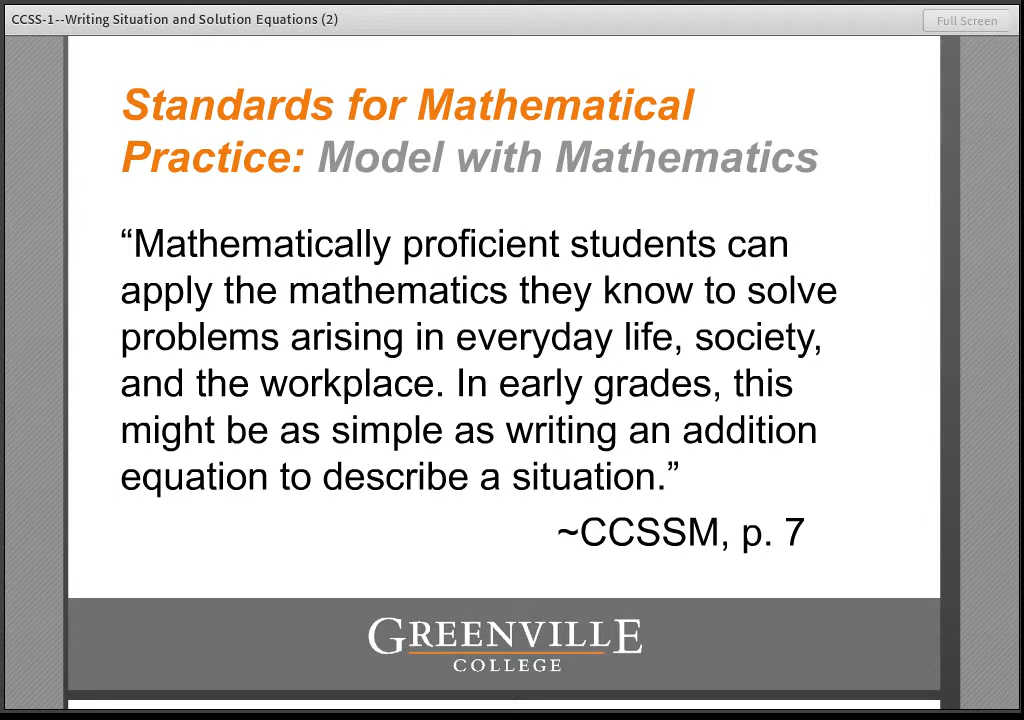 CCSS-1--Writing Situation and Solution Equations (2)
Full Screen
Standards for Mathematical
Practice: Model with Mathematics
“Mathematically proficient students can
apply the mathematics they know to solve
problems arising in everyday life, society,
and the workplace. In early grades, this
might be as simple as writing an addition
equation to describe a situation.”
~CCSSM, p. 7
GREENVILLE
COLLEGE